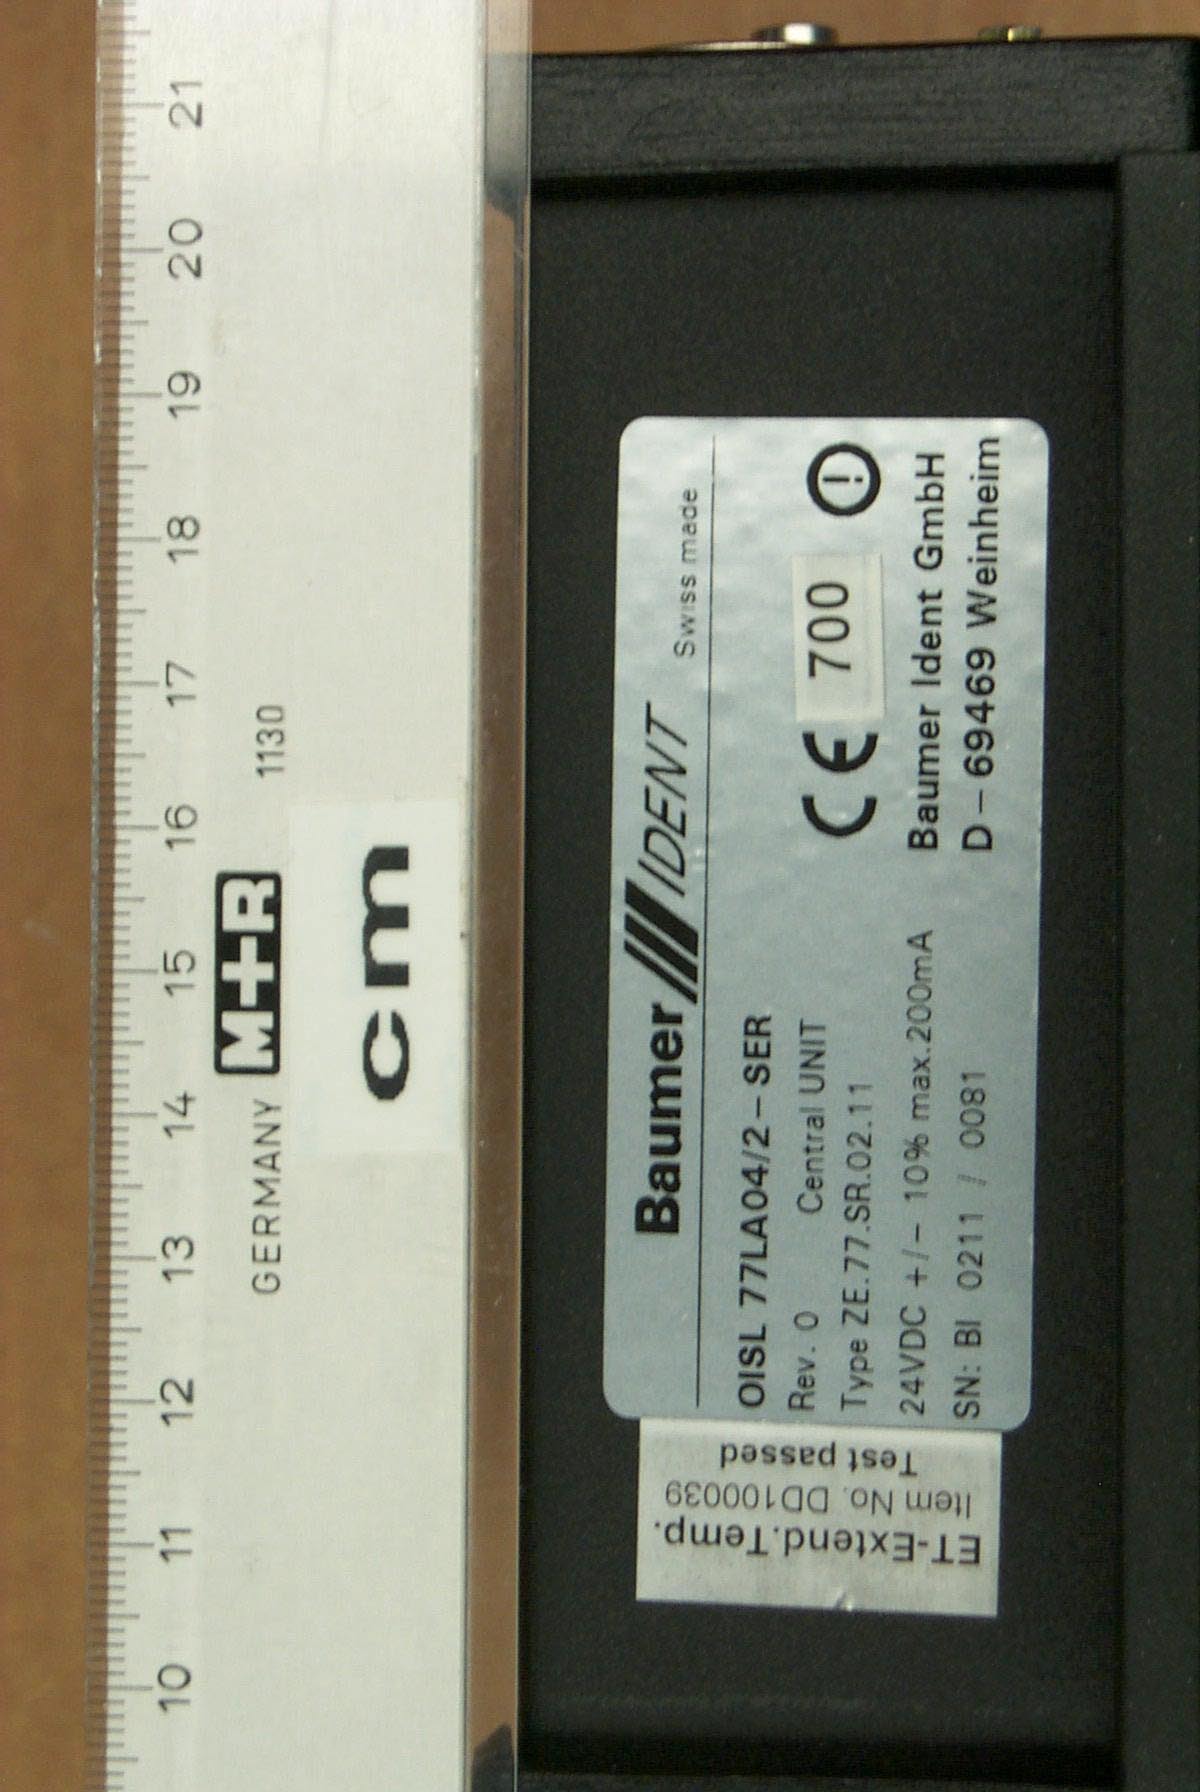 10 11 12 13 14 15 16 17 18 19 20 21
GERMANY M+R 1130
cm
Baumer IDENT Swiss made
OISL 77LA04/2-SER
Rev. 0 Central UNIT
Type ZE.77.SR.02.11
24VDC +/- 10% max.200mA
SN: BI 0211 / 0081
CE 700 !
Baumer Ident GmbH
D-69469 Weinheim
ET-Extend.Temp.
Item No. DD100039
Test passed